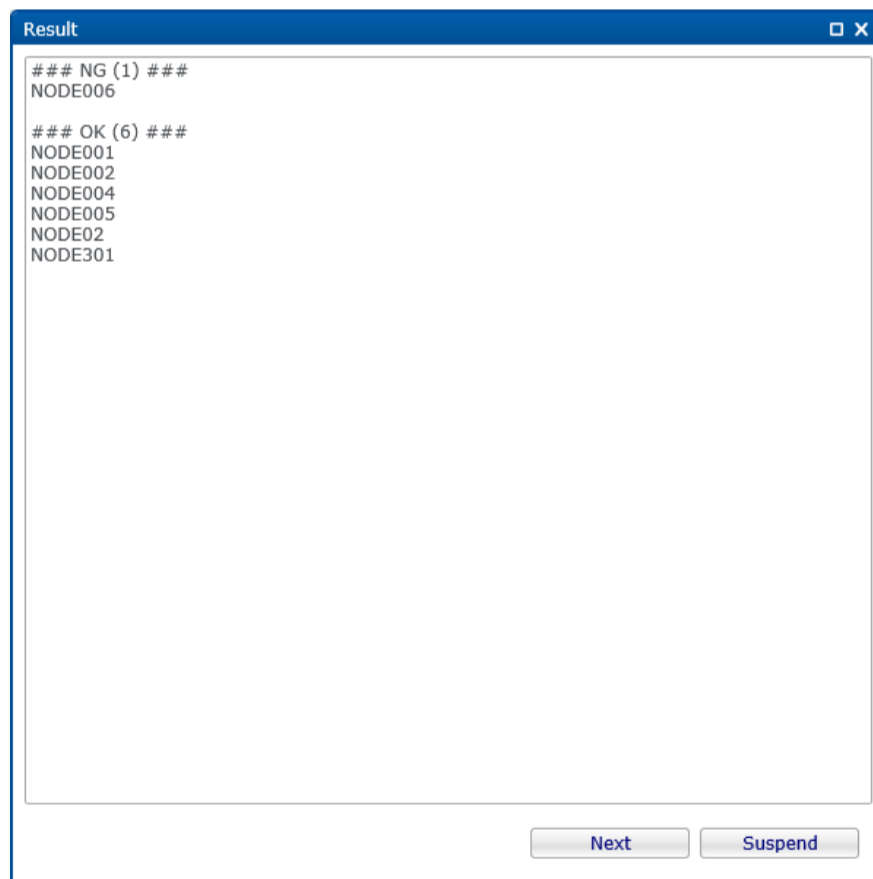 Result
### NG (1) ###
NODE006
### OK (6) ###
NODE001
NODE002
NODE004
NODE005
NODE02
NODE301
Next
Suspend